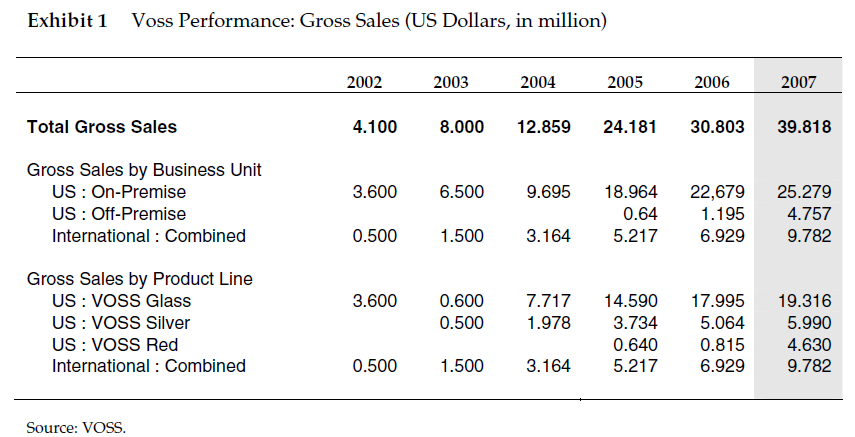 Exhibit 1 Voss Performance: Gross Sales (US Dollars, in million)
2002 2003 2004 2005 2006 2007
Total Gross Sales 4.100 8.000 12.859 24.181 30.803 39.818
Gross Sales by Business Unit
US : On-Premise 3.600 6.500 9.695 18.964 22,679 25.279
US : Off-Premise 0.64 1.195 4.757
International : Combined 0.500 1.500 3.164 5.217 6.929 9.782
Gross Sales by Product Line
US : VOSS Glass 3.600 0.600 7.717 14.590 17.995 19.316
US : VOSS Silver 0.500 1.978 3.734 5.064 5.990
US : VOSS Red 0.640 0.815 4.630
International : Combined 0.500 1.500 3.164 5.217 6.929 9.782
Source: VOSS.